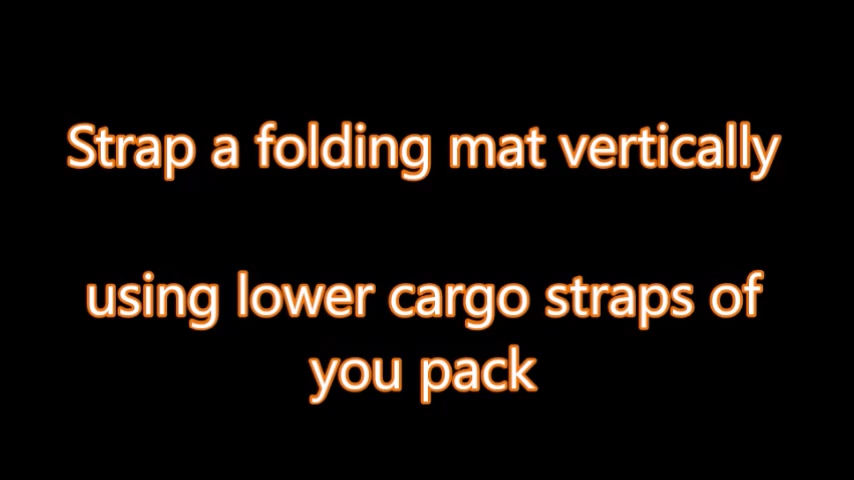 Strap a folding mat vertically
using lower cargo straps of
you pack